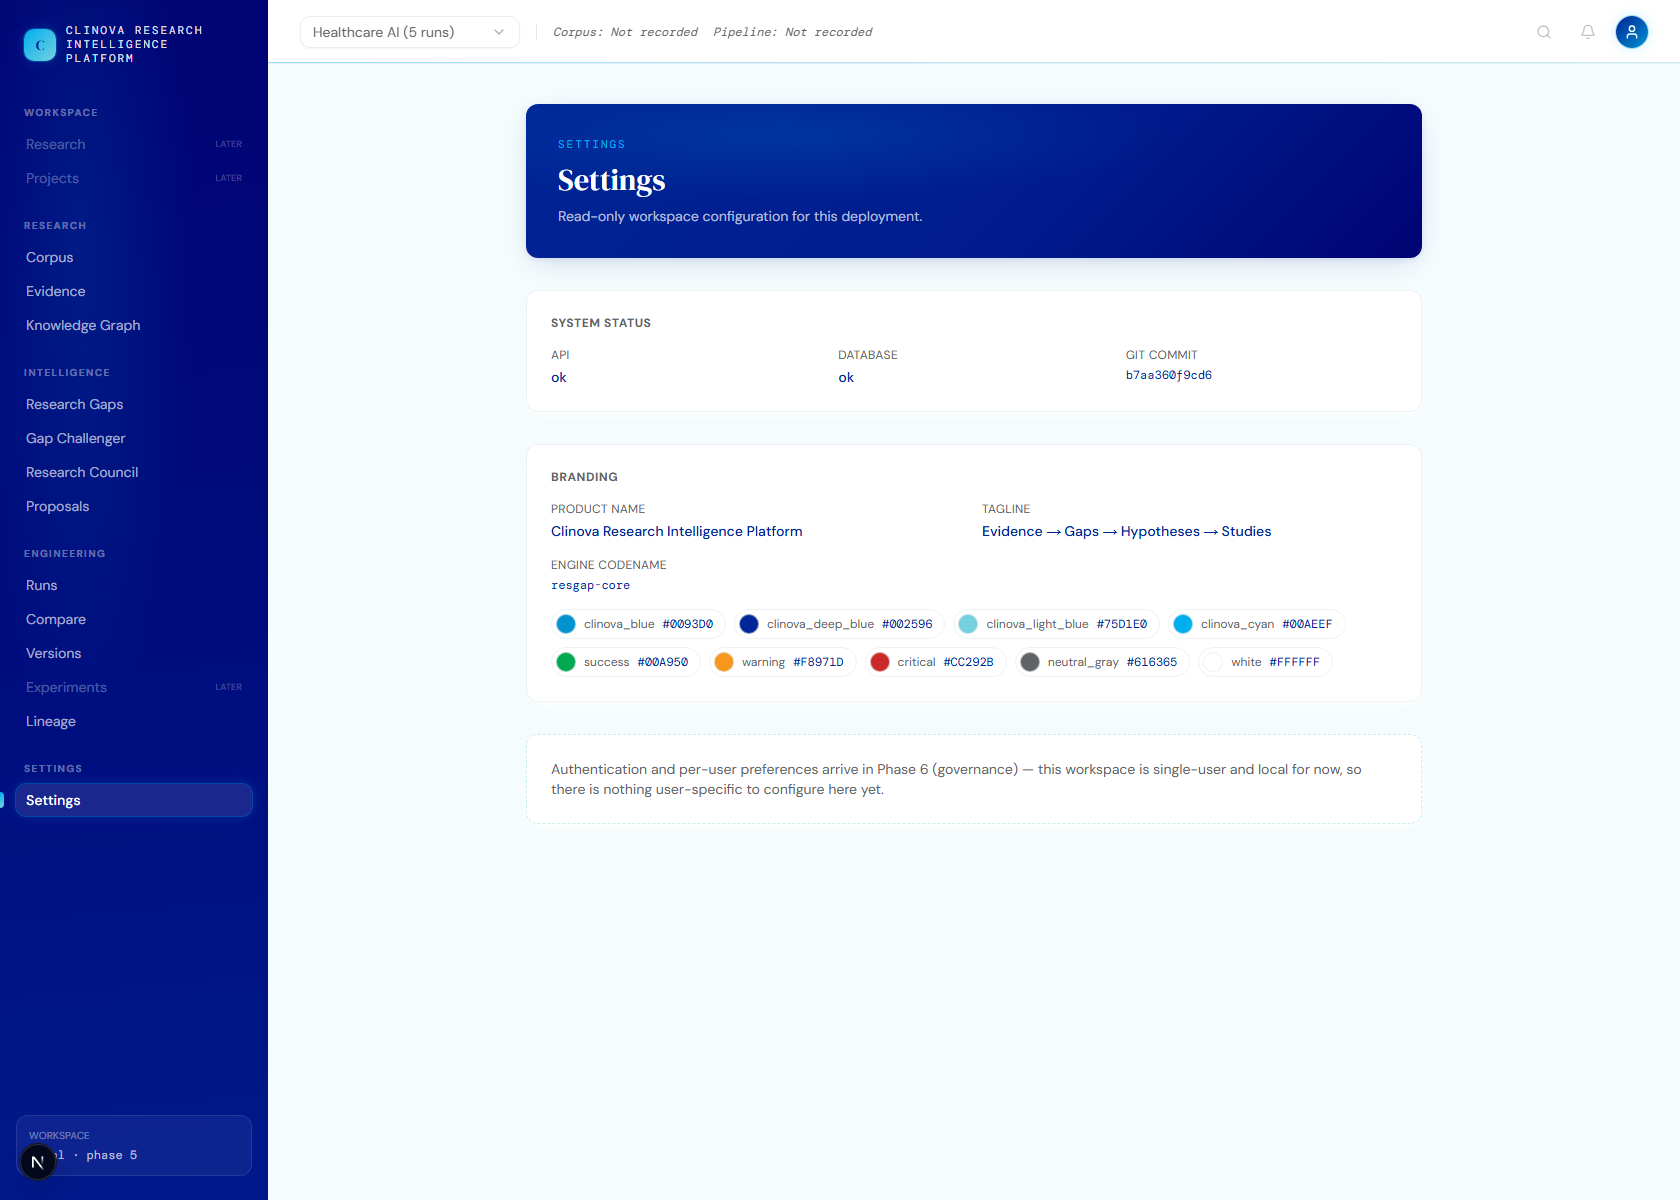 C
CLINOVA RESEARCH
INTELLIGENCE
PLATFORM
WORKSPACE
Research LATER
Projects LATER
RESEARCH
Corpus
Evidence
Knowledge Graph
INTELLIGENCE
Research Gaps
Gap Challenger
Research Council
Proposals
ENGINEERING
Runs
Compare
Versions
Experiments LATER
Lineage
SETTINGS
Settings
WORKSPACE
· phase 5
N
Healthcare AI (5 runs)
Corpus: Not recorded Pipeline: Not recorded
SETTINGS
Settings
Read-only workspace configuration for this deployment.
SYSTEM STATUS
API DATABASE GIT COMMIT
ok ok b7aa360f9cd6
BRANDING
PRODUCT NAME TAGLINE
Clinova Research Intelligence Platform Evidence → Gaps → Hypotheses → Studies
ENGINE CODENAME
resgap-core
clinova_blue #0093D0 clinova_deep_blue #002596 clinova_light_blue #75D1E0 clinova_cyan #00AEEF
success #00A950 warning #F8971D critical #CC292B neutral_gray #616365 white #FFFFFF
Authentication and per-user preferences arrive in Phase 6 (governance) — this workspace is single-user and local for now, so
there is nothing user-specific to configure here yet.